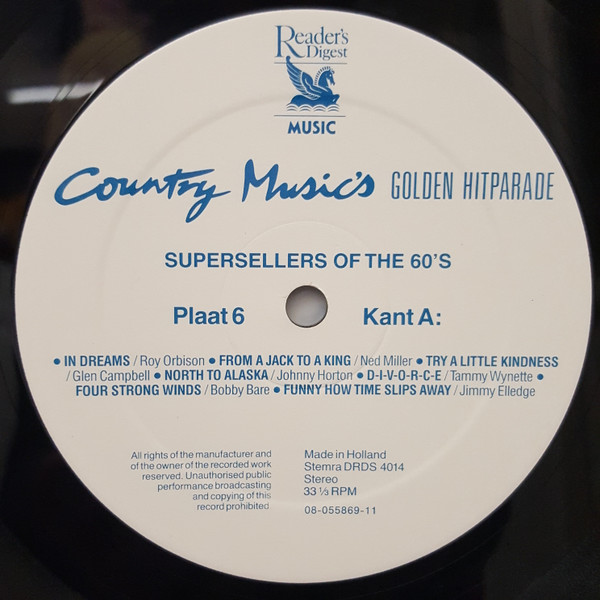 Reader's
Digest
MUSIC
Country Music's GOLDEN HITPARADE
SUPERSELLERS OF THE 60'S
Plaat 6 Kant A:
• IN DREAMS / Roy Orbison • FROM A JACK TO A KING / Ned Miller • TRY A LITTLE KINDNESS
/ Glen Campbell • NORTH TO ALASKA / Johnny Horton • D-I-V-O-R-C-E / Tammy Wynette •
FOUR STRONG WINDS / Bobby Bare • FUNNY HOW TIME SLIPS AWAY / Jimmy Elledge
All rights of the manufacturer and
of the owner of the recorded work
reserved. Unauthorised public
performance broadcasting
and copying of this
record prohibited
Made in Holland
Stemra DRDS 4014
Stereo
33 ⅓ RPM
08-055869-11